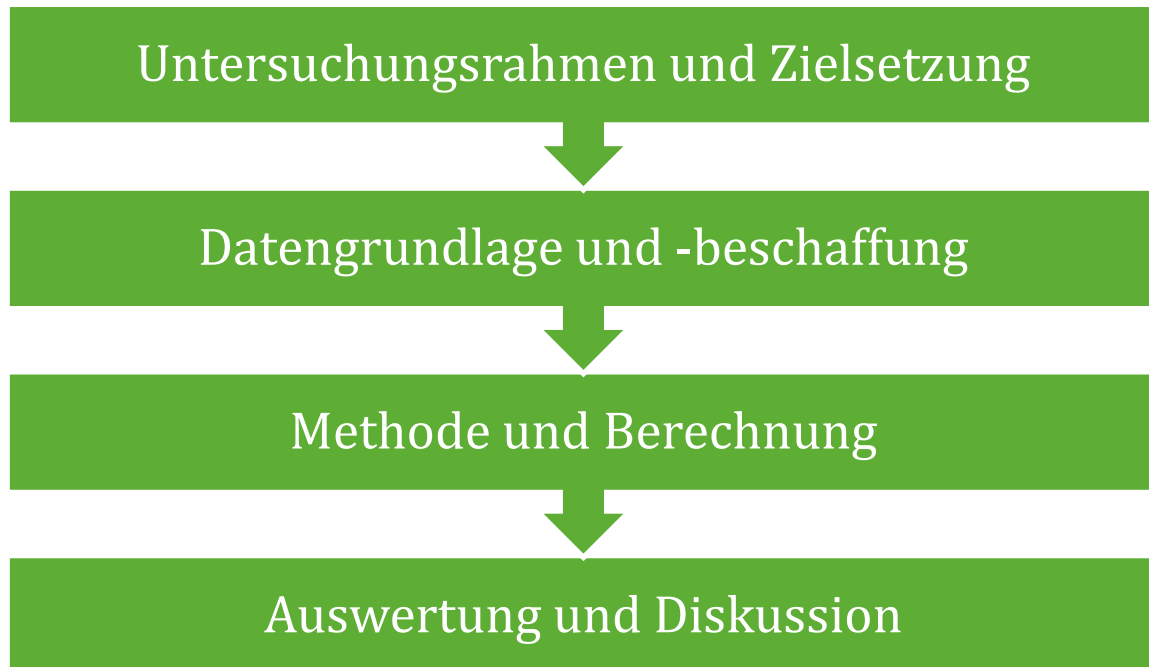 Untersuchungsrahmen und Zielsetzung
Datengrundlage und -beschaffung
Methode und Berechnung
Auswertung und Diskussion